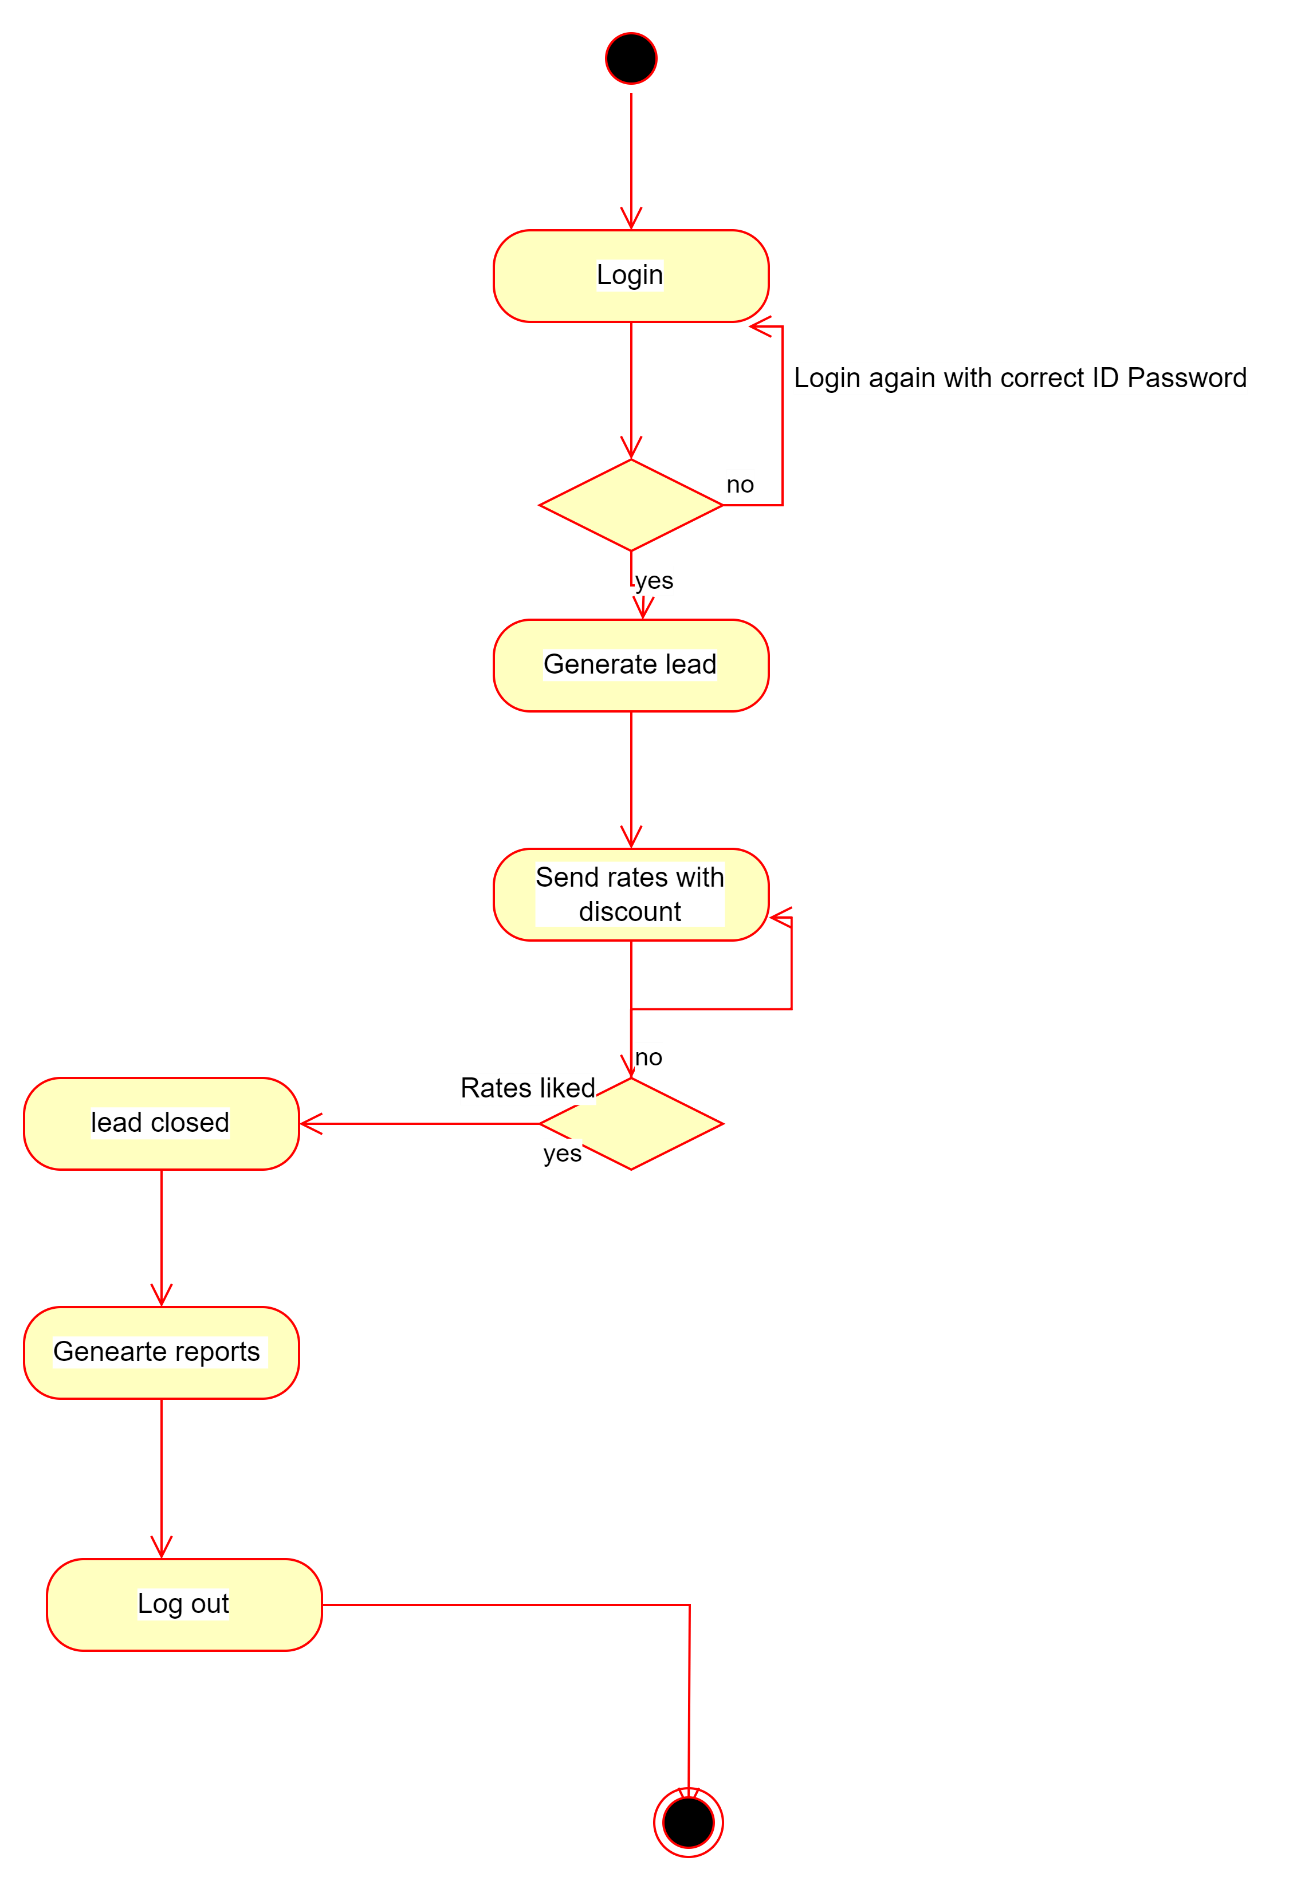 Login
Login again with correct ID Password
no
yes
Generate lead
Send rates with
discount
no
Rates liked
yes
lead closed
Genearte reports
Log out